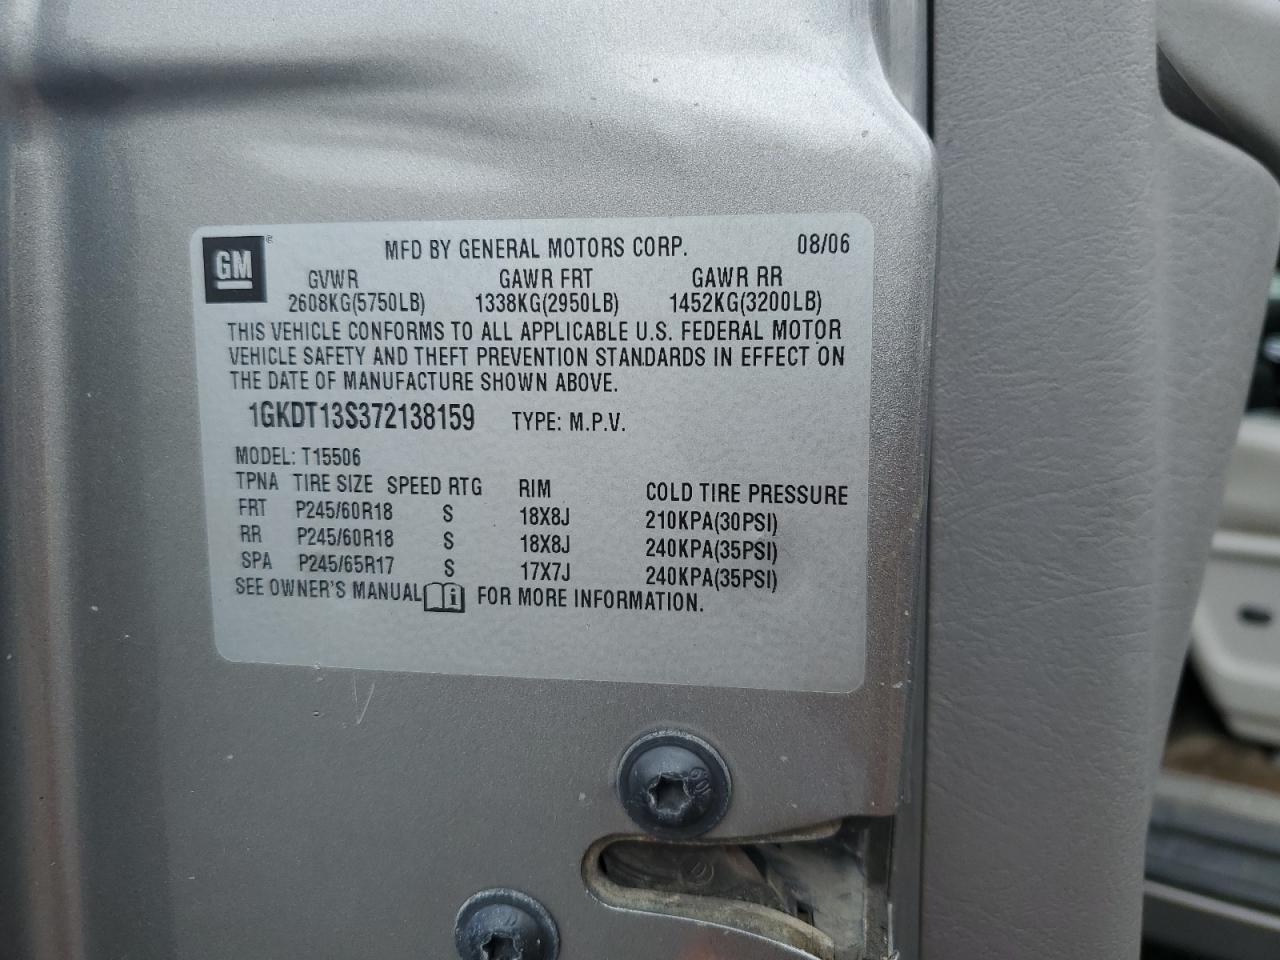 GM ® MFD BY GENERAL MOTORS CORP. 08/06
GVWR GAWR FRT GAWR RR
2608KG(5750LB) 1338KG(2950LB) 1452KG(3200LB)
THIS VEHICLE CONFORMS TO ALL APPLICABLE U.S. FEDERAL MOTOR
VEHICLE SAFETY AND THEFT PREVENTION STANDARDS IN EFFECT ON
THE DATE OF MANUFACTURE SHOWN ABOVE.
1GKDT13S372138159 TYPE: M.P.V.
MODEL: T15506
TPNA TIRE SIZE SPEED RTG RIM COLD TIRE PRESSURE
FRT P245/60R18 S 18X8J 210KPA(30PSI)
RR P245/60R18 S 18X8J 240KPA(35PSI)
SPA P245/65R17 S 17X7J 240KPA(35PSI)
SEE OWNER'S MANUAL i FOR MORE INFORMATION.